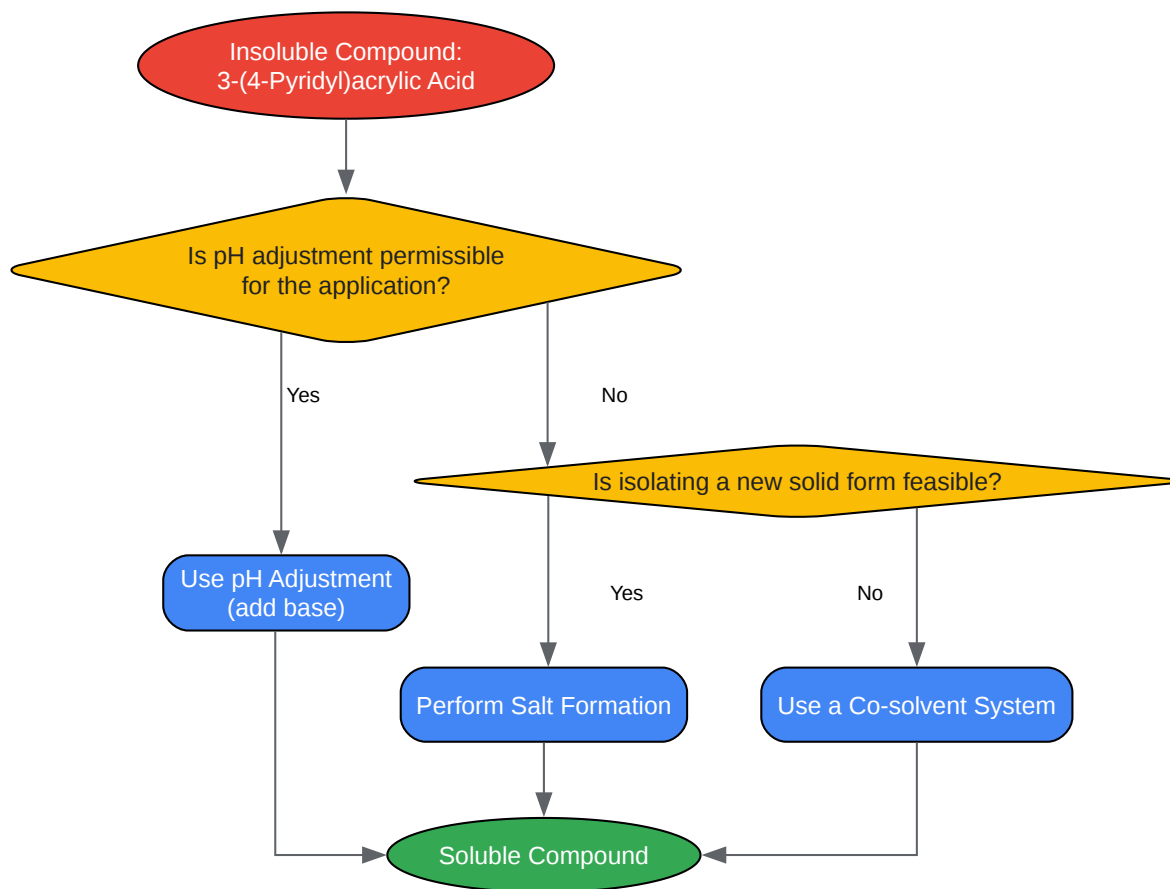 Insoluble Compound:
3-(4-Pyridyl)acrylic Acid
Is pH adjustment permissible
for the application?
Yes
No
Is isolating a new solid form feasible?
Use pH Adjustment
(add base)
Yes
No
Perform Salt Formation
Use a Co-solvent System
Soluble Compound